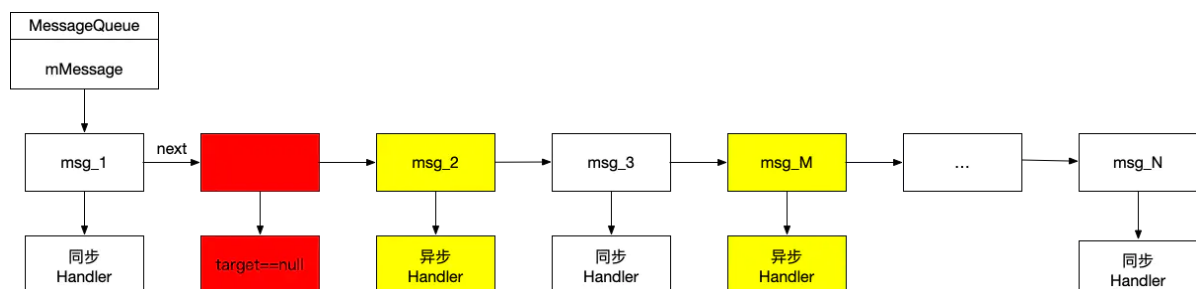 MessageQueue
mMessage
next
msg_1
msg_2
msg_3
msg_M
...
msg_N
同步
Handler
target==null
异步
Handler
同步
Handler
异步
Handler
同步
Handler